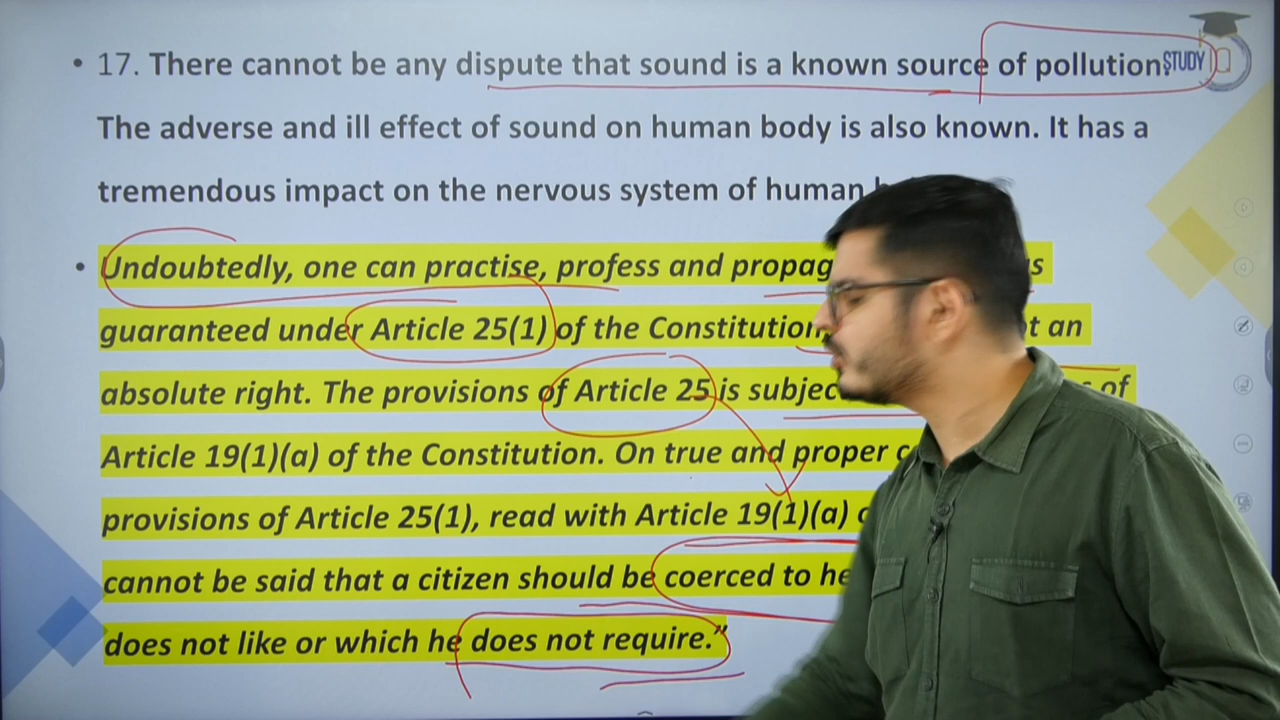 • 17. There cannot be any dispute that sound is a known source of pollution.
STUDY
The adverse and ill effect of sound on human body is also known. It has a
tremendous impact on the nervous system of human
• Undoubtedly, one can practise, profess and propag
guaranteed under Article 25(1) of the Constitution an
absolute right. The provisions of Article 25 is subjec of
Article 19(1)(a) of the Constitution. On true and proper
provisions of Article 25(1), read with Article 19(1)(a)
cannot be said that a citizen should be coerced to he
does not like or which he does not require.”